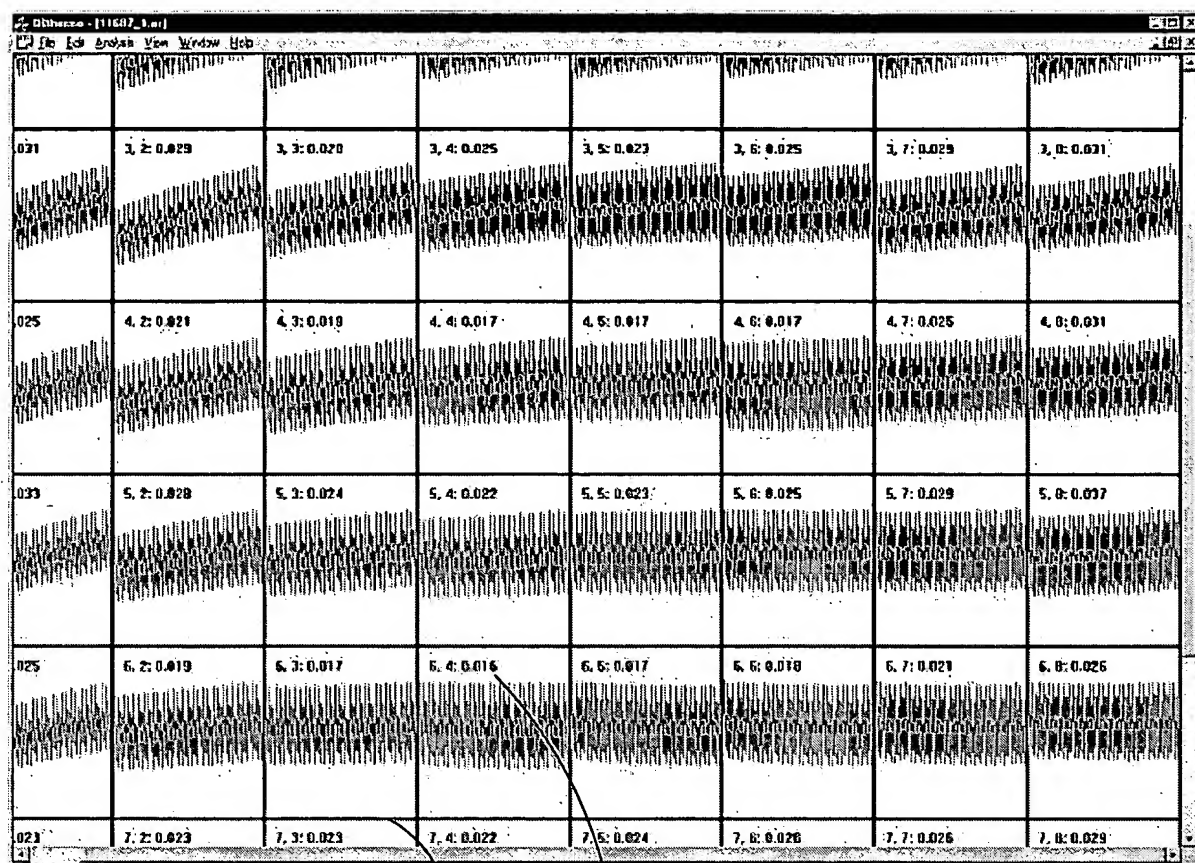 [11687_1.ar]
File Edit Analysis View Window Help
.031 3, 2: 0.029 3, 3: 0.020 3, 4: 0.025 3, 5: 0.023 3, 6: 0.025 3, 7: 0.029 3, 8: 0.031
.025 4, 2: 0.021 4, 3: 0.019 4, 4: 0.017 4, 5: 0.017 4, 6: 0.017 4, 7: 0.025 4, 8: 0.031
.033 5, 2: 0.028 5, 3: 0.024 5, 4: 0.022 5, 5: 0.023 5, 6: 0.025 5, 7: 0.029 5, 8: 0.037
.025 6, 2: 0.019 6, 3: 0.017 6, 4: 0.016 6, 5: 0.017 6, 6: 0.018 6, 7: 0.021 6, 8: 0.026
.023 7, 2: 0.023 7, 3: 0.023 7, 4: 0.022 7, 5: 0.024 7, 6: 0.026 7, 7: 0.026 7, 8: 0.029